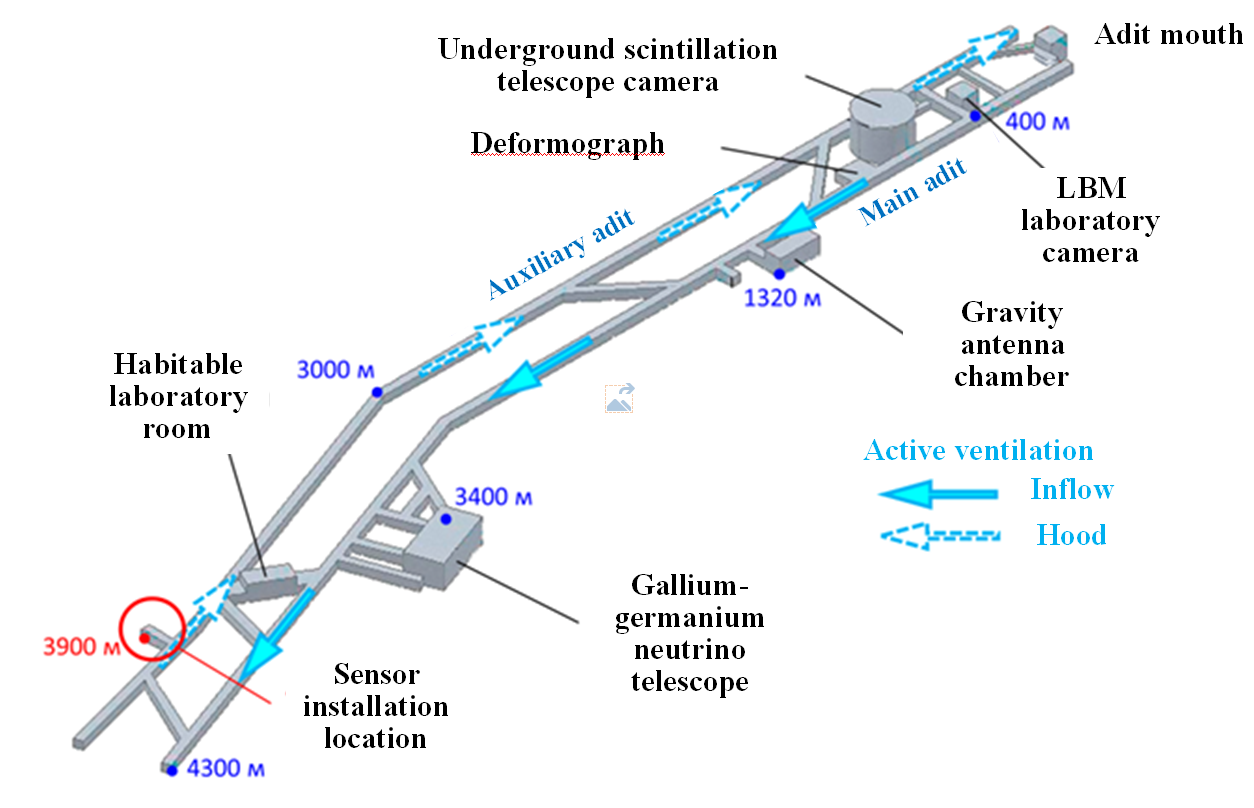 Adit mouth
Underground scintillation
telescope camera
Deformograph
400 м
Main adit
LBM
laboratory
camera
Auxiliary adit
1320 м
Gravity
antenna
chamber
Habitable
laboratory
room
3000 м
Active ventilation
Inflow
Hood
3400 м
Gallium-
germanium
neutrino
telescope
3900 м
Sensor
installation
location
4300 м